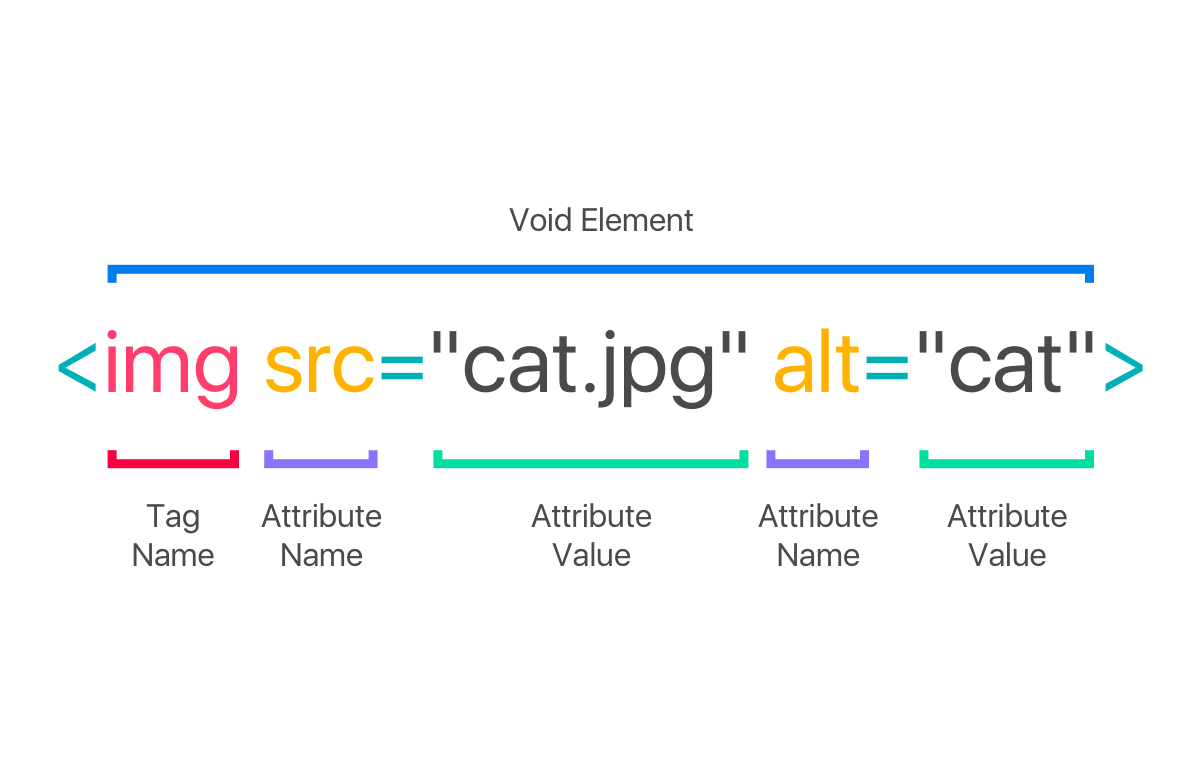 Void Element
<img src="cat.jpg" alt="cat">
Tag Name
Attribute Name
Attribute Value
Attribute Name
Attribute Value